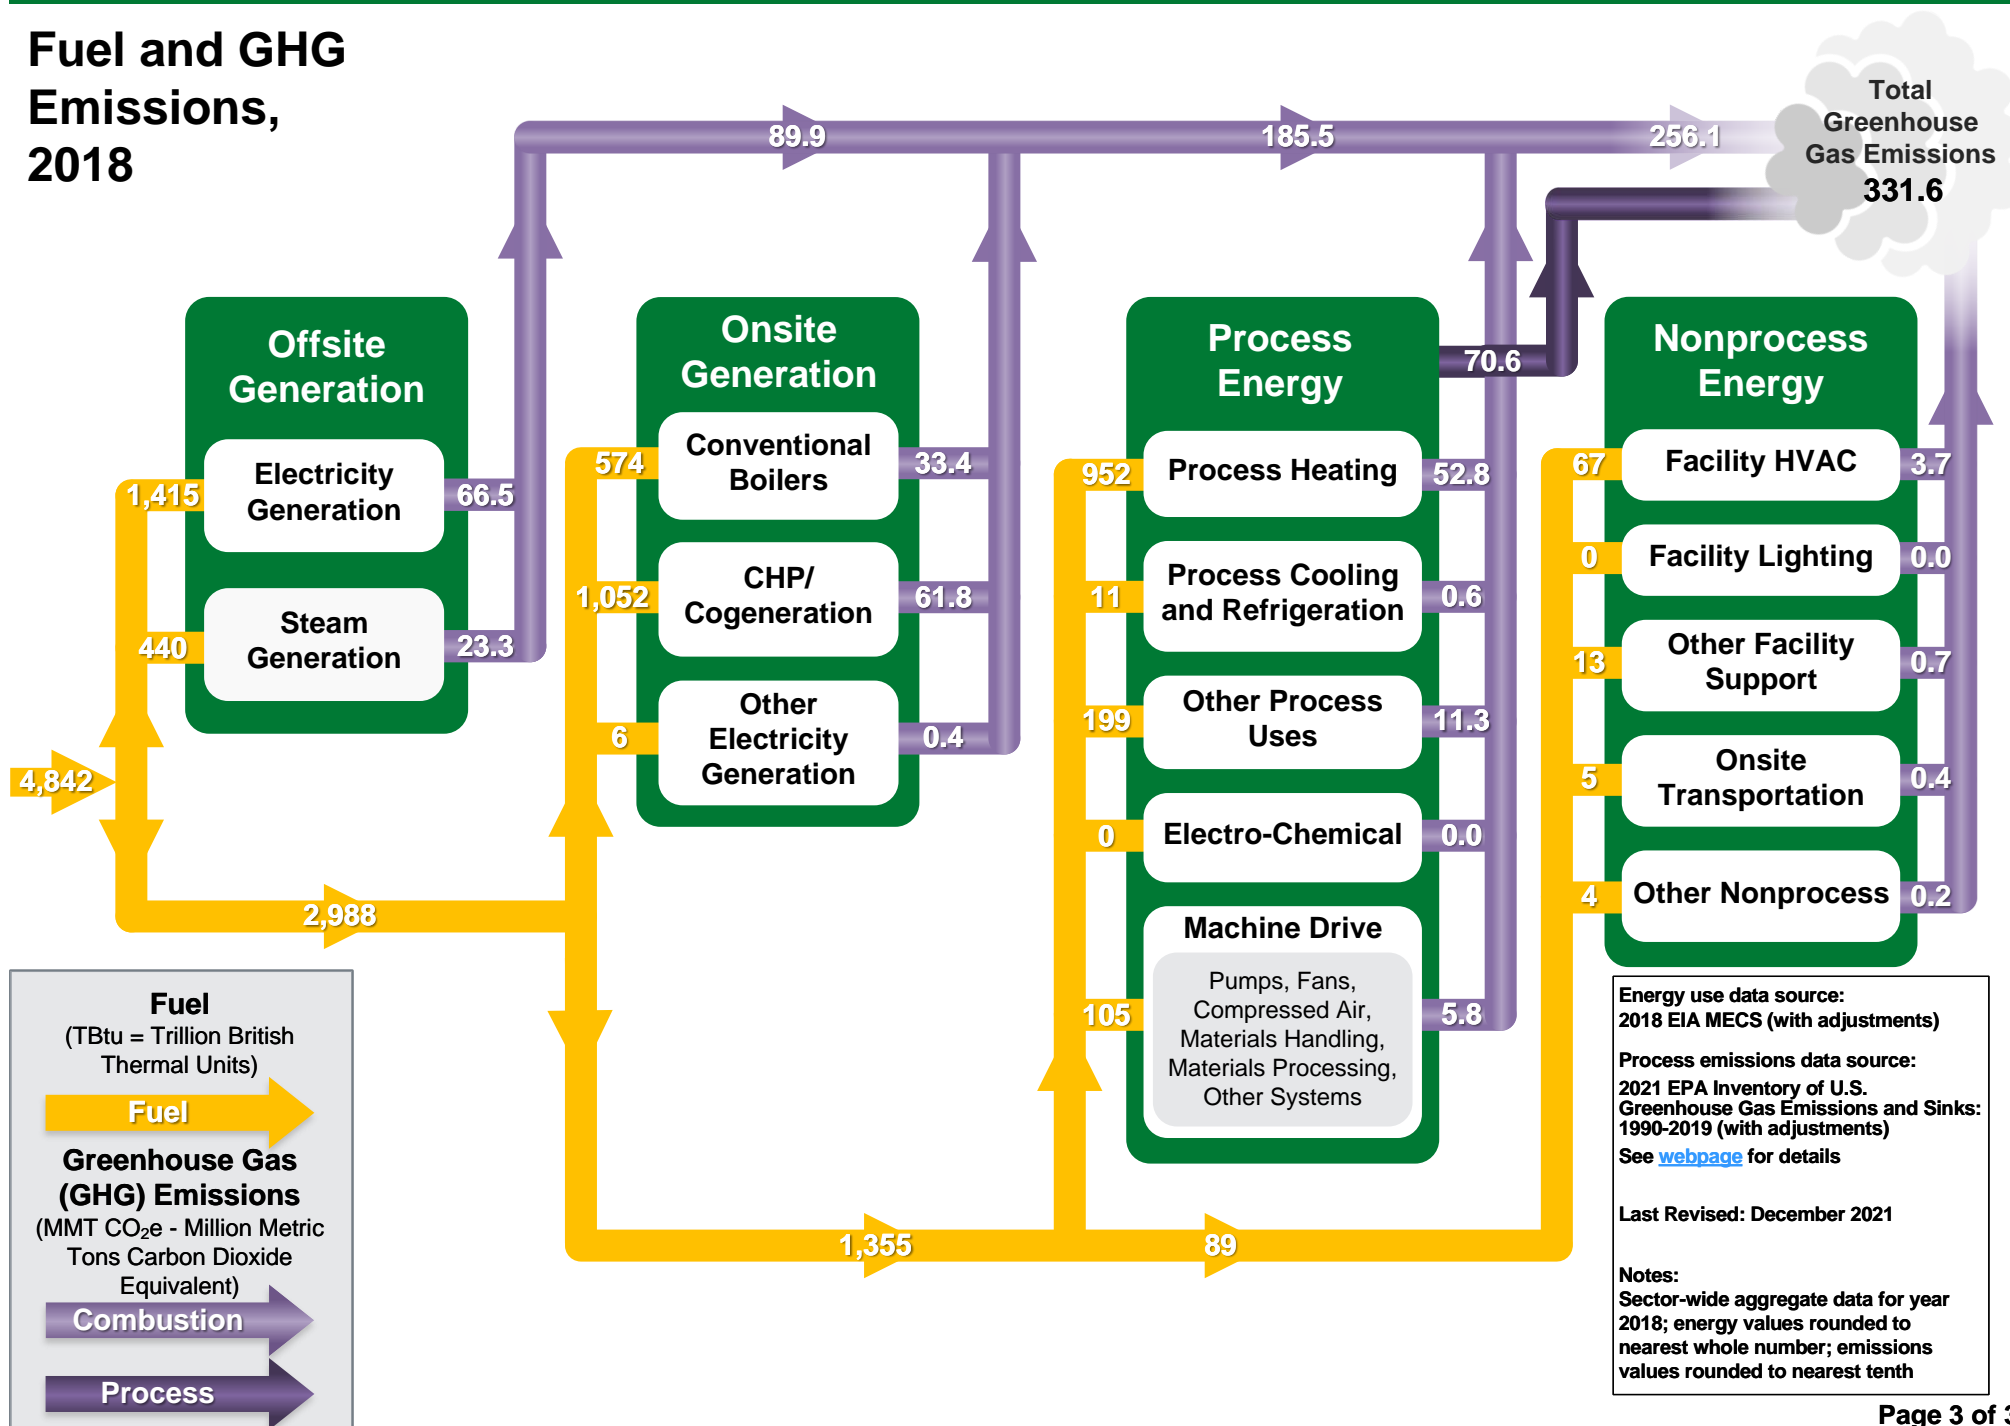 Fuel and GHG
Emissions,
2018
89.9
185.5
256.1
Total
Greenhouse
Gas Emissions
331.6
Offsite
Generation
1,415
Electricity
Generation
66.5
440
Steam
Generation
23.3
4,842
2,988
Onsite
Generation
574
Conventional
Boilers
33.4
1,052
CHP/
Cogeneration
61.8
6
Other
Electricity
Generation
0.4
Process
Energy
70.6
952
Process Heating
52.8
11
Process Cooling
and Refrigeration
0.6
199
Other Process
Uses
11.3
0
Electro-Chemical
0.0
105
Machine Drive
Pumps, Fans,
Compressed Air,
Materials Handling,
Materials Processing,
Other Systems
5.8
1,355
89
Nonprocess
Energy
67
Facility HVAC
3.7
0
Facility Lighting
0.0
13
Other Facility
Support
0.7
5
Onsite
Transportation
0.4
4
Other Nonprocess
0.2
Fuel
(TBtu = Trillion British
Thermal Units)
Fuel
Greenhouse Gas
(GHG) Emissions
(MMT CO₂e - Million Metric
Tons Carbon Dioxide
Equivalent)
Combustion
Process
Energy use data source:
2018 EIA MECS (with adjustments)
Process emissions data source:
2021 EPA Inventory of U.S.
Greenhouse Gas Emissions and Sinks:
1990-2019 (with adjustments)
See webpage for details
Last Revised: December 2021
Notes:
Sector-wide aggregate data for year
2018; energy values rounded to
nearest whole number; emissions
values rounded to nearest tenth
Page 3 of 3